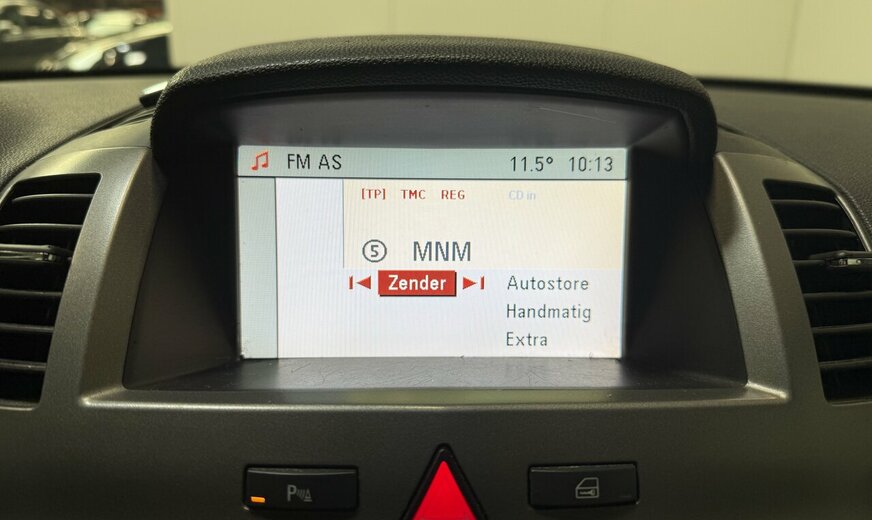 FM AS 11.5° 10:13
[TP] TMC REG CD in
5 MNM
Zender Autostore
Handmatig
Extra
P